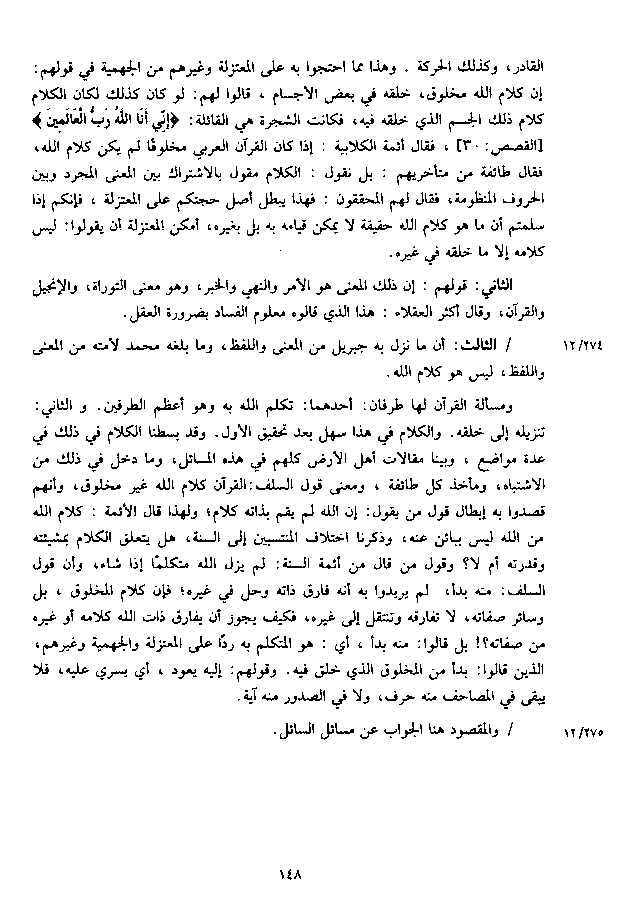 القادر، وكذلك الحركة . وهذا مما احتجوا به على المعتزلة وغيرهم من الجهمية في قولهم:
إن كلام الله مخلوق، خلقه في بعض الأجسام ، قالوا لهم: لو كان كذلك لكان الكلام
كلام ذلك الجسم الذي خلقه فيه، فكانت الشجرة هي القائلة: ﴿إِنِّي أَنَا اللَّهُ رَبُّ الْعَالَمِينَ ﴾
[القصص: ٣٠] ، فقال أئمة الكلابية : إذا كان القرآن العربي مخلوقًا لم يكن كلام الله،
فقال طائفة من متأخريهم : بل نقول : الكلام مقول بالاشتراك بين المعنى المجرد وبين
الحروف المنظومة، فقال لهم المحققون : فهذا يبطل أصل حجتكم على المعتزلة ، فإنكم إذا
سلمتم أن ما هو كلام الله حقيقة لا يمكن قيامه به بل بغيره، أمكن المعتزلة أن يقولوا: ليس
كلامه إلا ما خلقه في غيره.
الثاني: قولهم : إن ذلك المعنى هو الأمر والنهي والخبر، وهو معنى التوراة، والإنجيل
والقرآن، وقال أكثر العقلاء : هذا الذي قالوه معلوم الفساد بضرورة العقل.
١٢/٢٧٤ / الثالث: أن ما نزل به جبريل من المعنى واللفظ، وما بلغه محمد لأمته من المعنى
واللفظ، ليس هو كلام الله.
ومسألة القرآن لها طرفان: أحدهما: تكلم الله به وهو أعظم الطرفين. و الثاني:
تنزيله إلى خلقه. والكلام في هذا سهل بعد تحقيق الأول. وقد بسطنا الكلام في ذلك في
عدة مواضع ، وبينا مقالات أهل الأرض كلهم في هذه المسائل، وما دخل في ذلك من
الاشتباه، ومأخذ كل طائفة ، ومعنى قول السلف: القرآن كلام الله غير مخلوق، وأنهم
قصدوا به إبطال قول من يقول: إن الله لم يقم بذاته كلام؛ ولهذا قال الأئمة : كلام الله
من الله ليس ببائن عنه، وذكرنا اختلاف المنتسبين إلى السنة، هل يتعلق الكلام بمشيئته
وقدرته أم لا؟ وقول من قال من أئمة السنة: لم يزل الله متكلمًا إذا شاء، وأن قول
السلف: منه بدأ، لم يريدوا به أنه فارق ذاته وحل في غيره؛ فإن كلام المخلوق ، بل
وسائر صفاته، لا تفارقه وتنتقل إلى غيره، فكيف يجوز أن يفارق ذات الله كلامه أو غيره
من صفاته؟! بل قالوا: منه بدأ ، أي : هو المتكلم به ردًا على المعتزلة والجهمية وغيرهم،
الذين قالوا: بدأ من المخلوق الذي خلق فيه. وقولهم: إليه يعود ، أي يسري عليه، فلا
يبقى في المصاحف منه حرف، ولا في الصدور منه آية.
١٢/٢٧٥ / والمقصود هنا الجواب عن مسائل السائل.
١٤٨